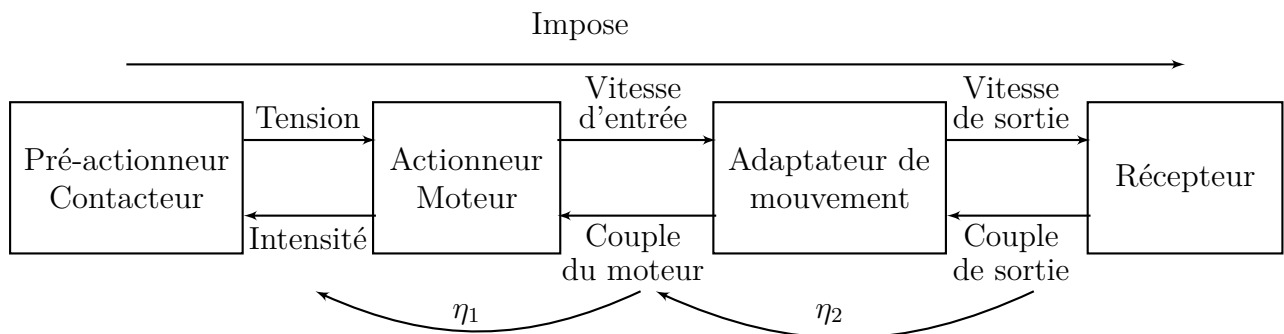 Impose
Pré-actionneur
Contacteur
Tension
Intensité
Actionneur
Moteur
Vitesse
d'entrée
Couple
du moteur
Adaptateur de
mouvement
Vitesse
de sortie
Couple
de sortie
Récepteur
η1
η2